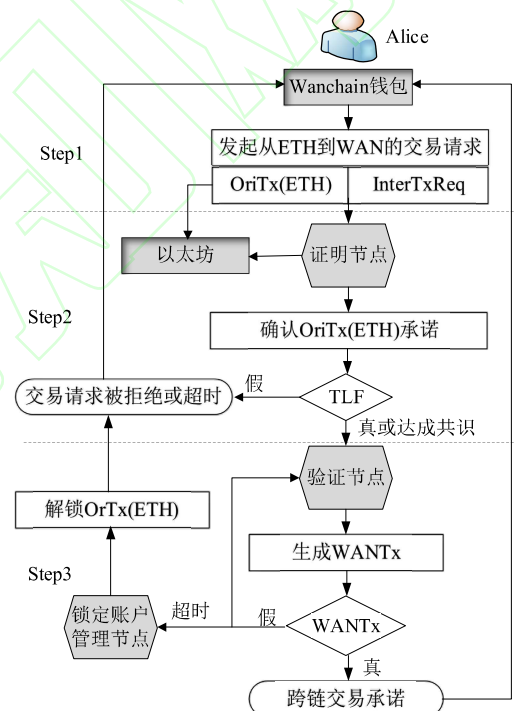 Alice
Wanchain钱包
Step1
发起从ETH到WAN的交易请求
OriTx(ETH)
InterTxReq
以太坊
证明节点
Step2
确认OriTx(ETH)承诺
交易请求被拒绝或超时
假
TLF
真或达成共识
验证节点
解锁OrTx(ETH)
生成WANTx
Step3
锁定账户
管理节点
超时
假
WANTx
真
跨链交易承诺